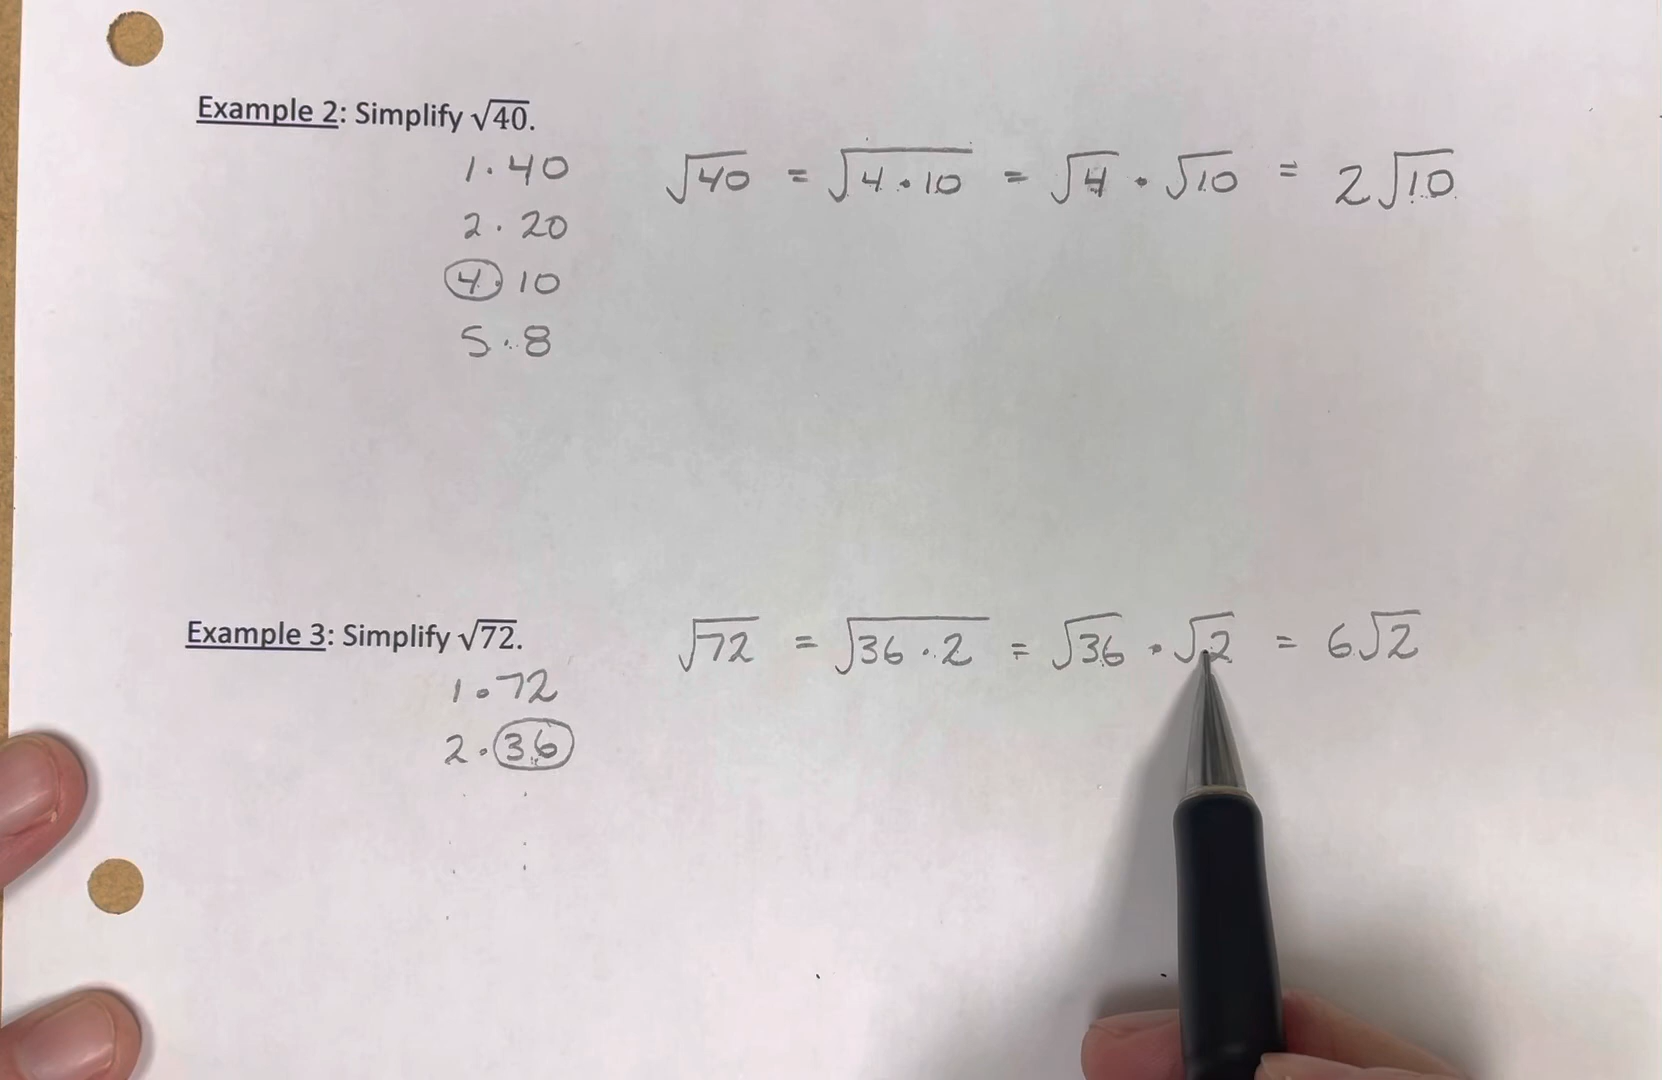 Example 2: Simplify √40.
1 · 40
√40 = √4 · 10 = √4 · √10 = 2√10
2 · 20
4 · 10
5 · 8
Example 3: Simplify √72.
√72 = √36 · 2 = √36 · √2 = 6√2
1 · 72
2 · 36